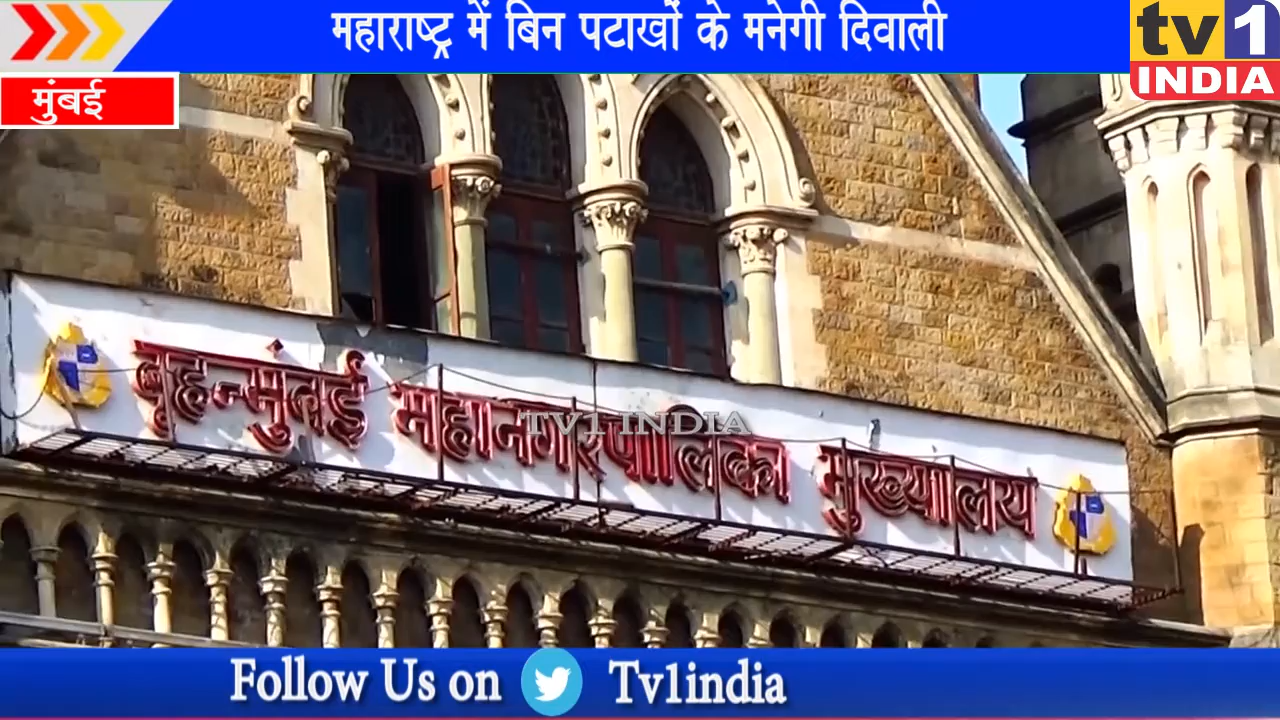 महाराष्ट्र में बिन पटाखों के मनेगी दिवाली
tv1
INDIA
मुंबई
बृहन्मुंबई महानगरपालिका मुख्यालय
TV1 INDIA
Follow Us on Tv1india